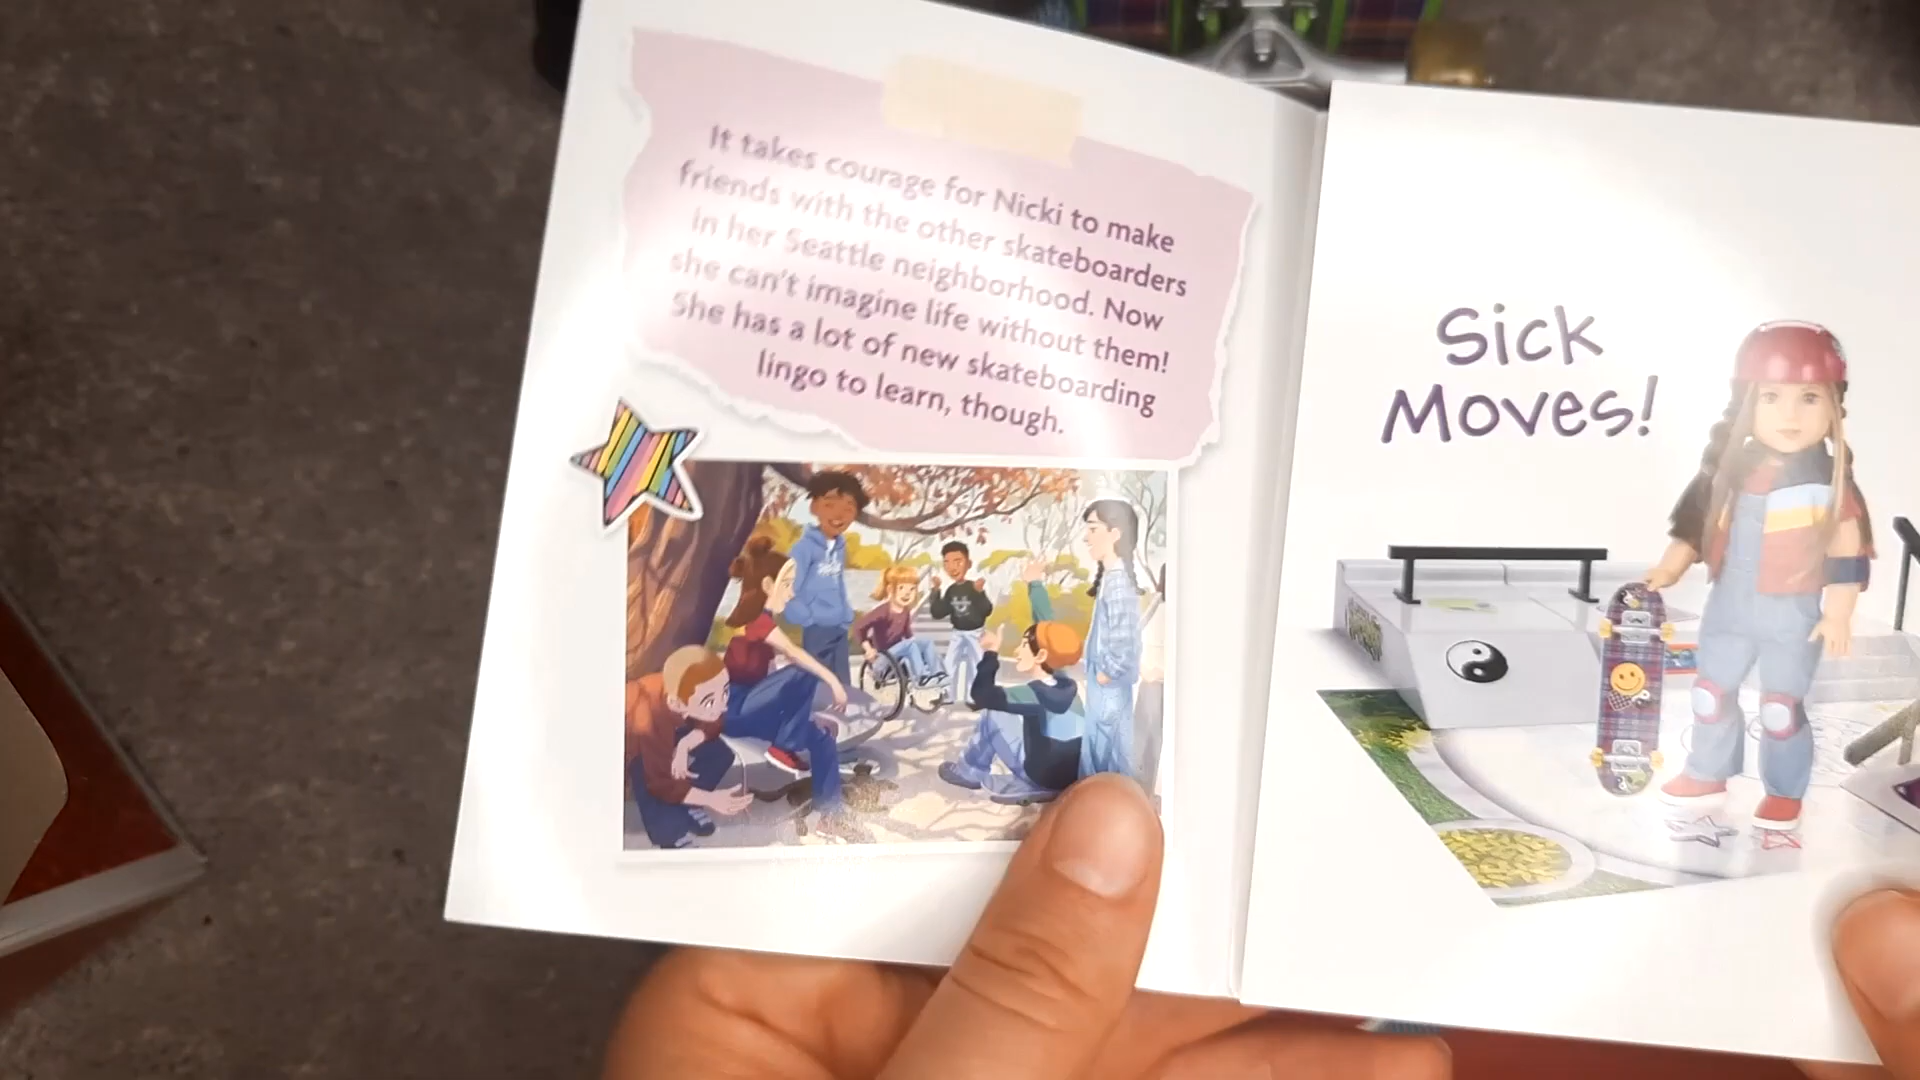 It takes courage for Nicki to make
friends with the other skateboarders
in her Seattle neighborhood. Now
she can't imagine life without them!
She has a lot of new skateboarding
lingo to learn, though.
Sick
Moves!